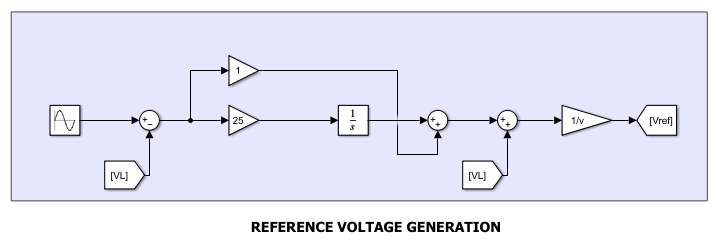 1
25
1
s
+
−
+
+
+
+
1/v
[Vref]
[VL]
[VL]
REFERENCE VOLTAGE GENERATION